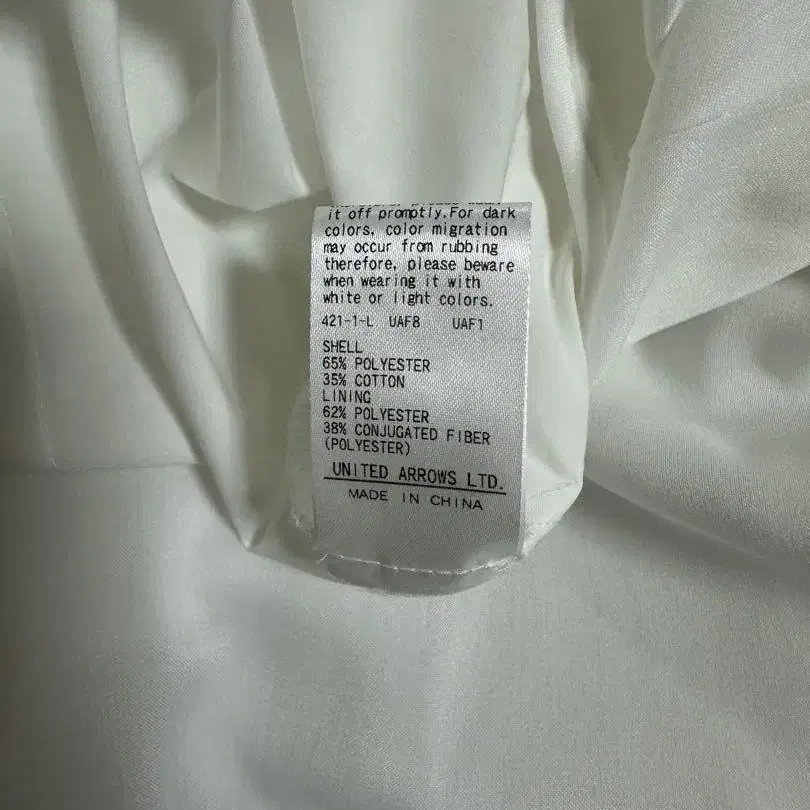 it off promptly.For dark
colors, color migration
may occur from rubbing
therefore, please beware
when wearing it with
white or light colors.
421-1-L UAF8 UAF1
SHELL
65% POLYESTER
35% COTTON
LINING
62% POLYESTER
38% CONJUGATED FIBER
(POLYESTER)
UNITED ARROWS LTD.
MADE IN CHINA